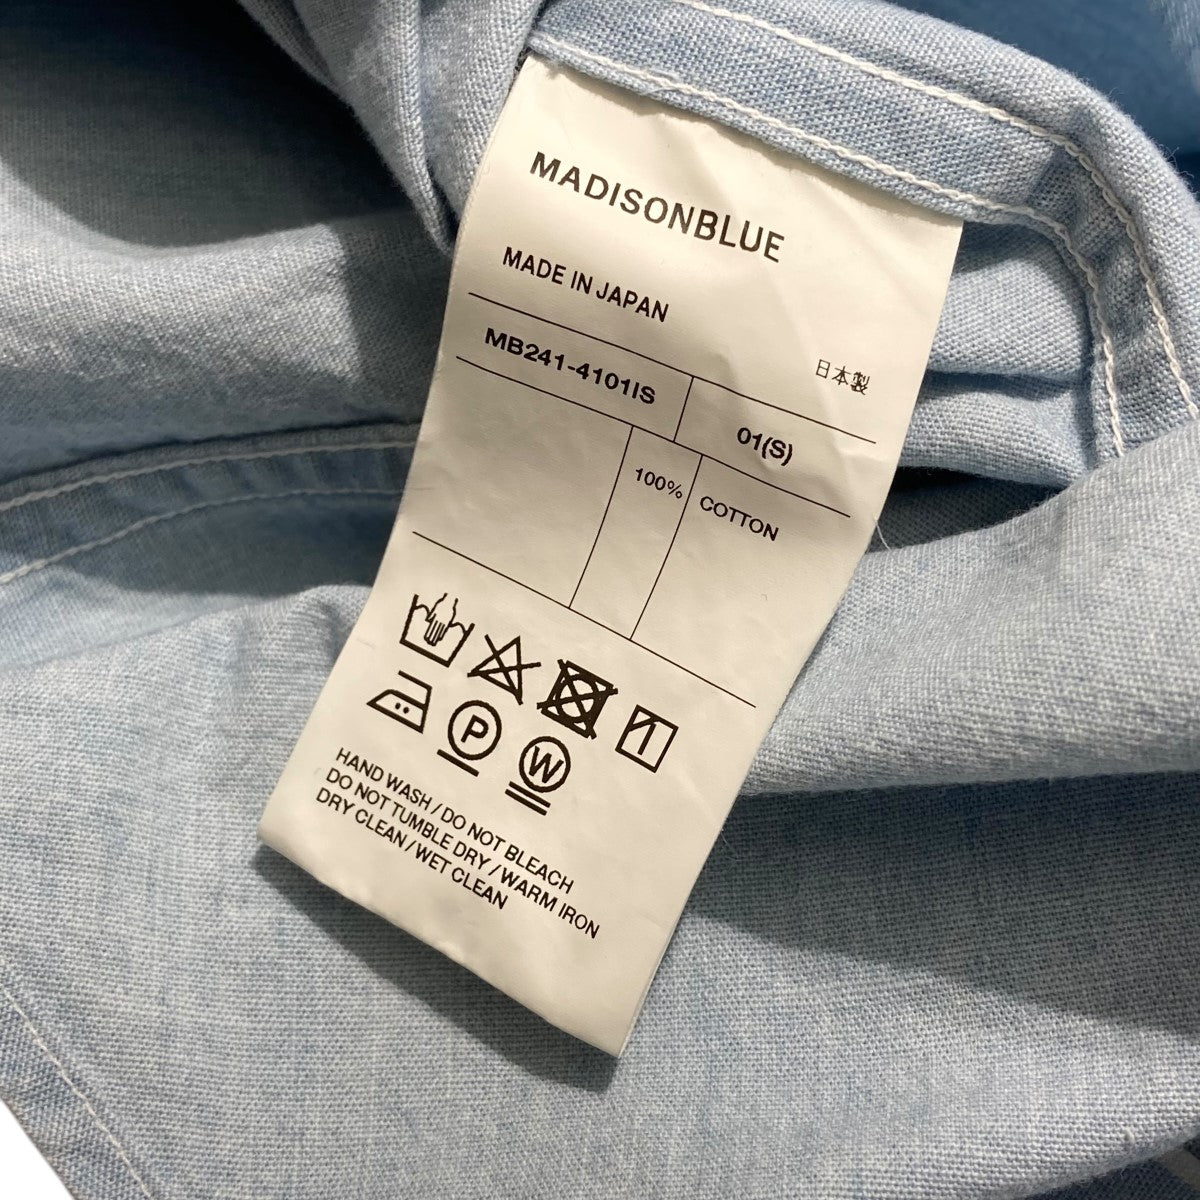 MADISONBLUE
MADE IN JAPAN
日本製
MB241-4101IS 01(S)
100% COTTON
P
W
HAND WASH / DO NOT BLEACH
DO NOT TUMBLE DRY / WARM IRON
DRY CLEAN / WET CLEAN